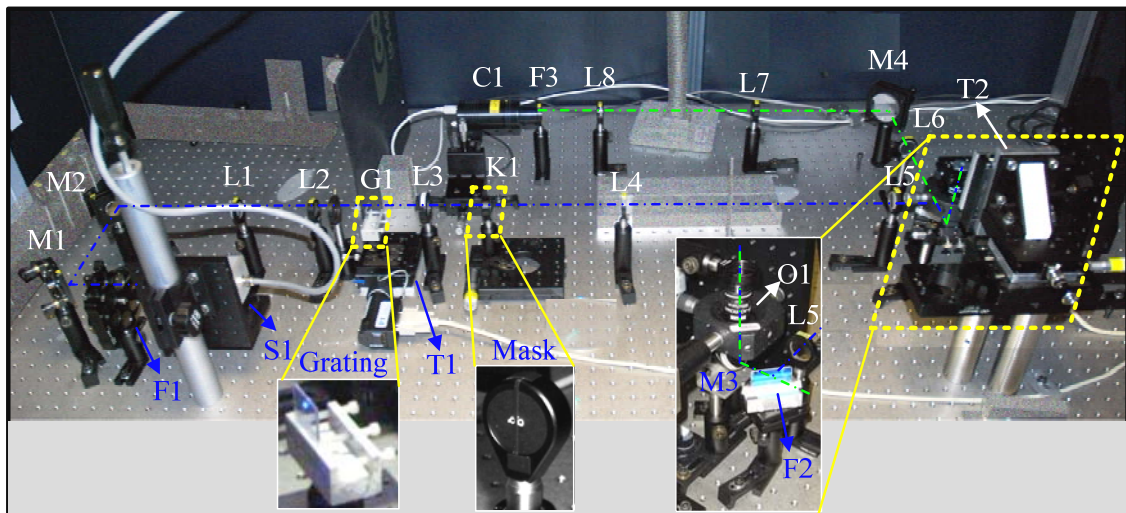 C1 F3 L8 L7 M4
T2
L6
M2 L1 L2 G1 L3 K1 L4 L5
M1
O1
L5
S1 Grating T1 Mask M3
F1
F2